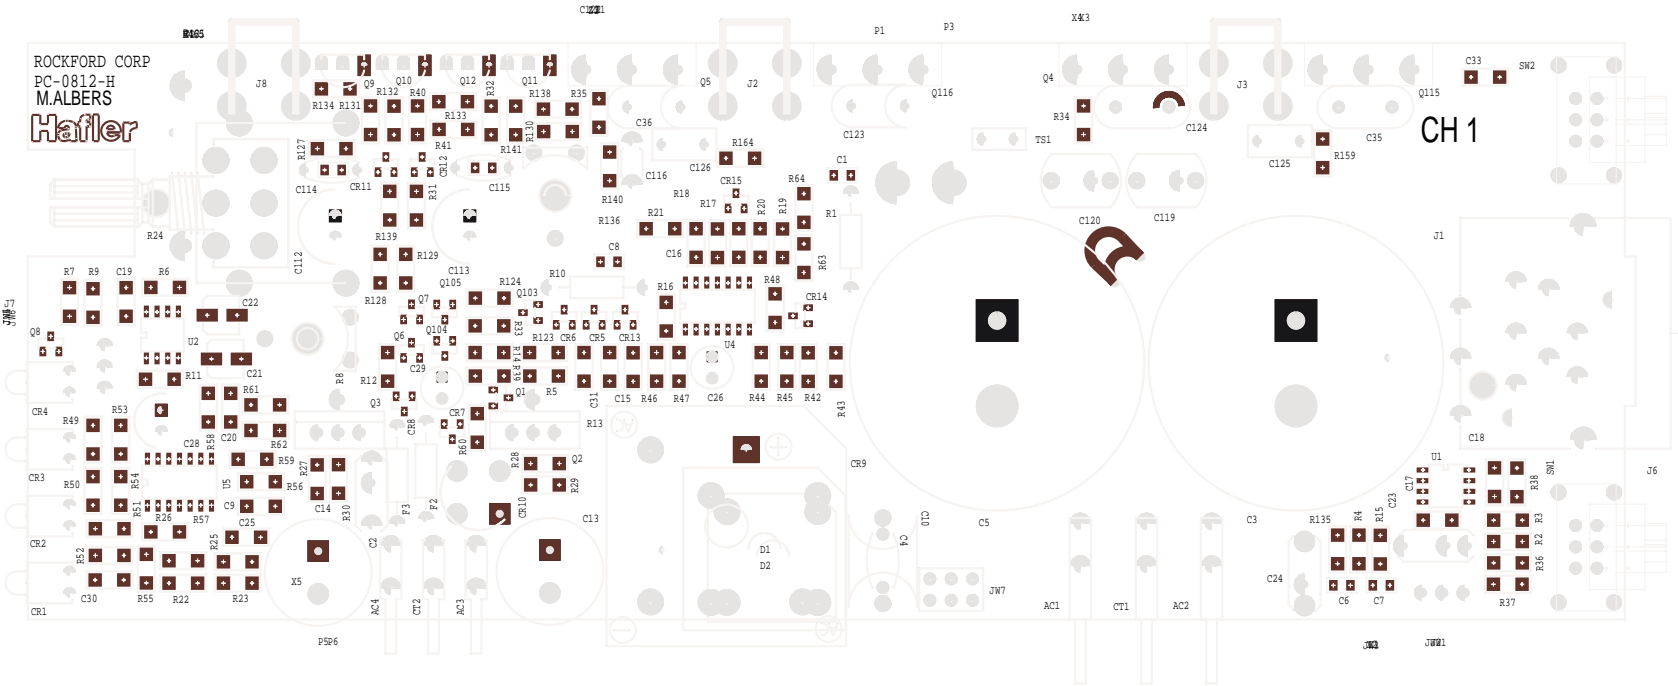 ROCKFORD CORP
PC-0812-H
M.ALBERS
Hafler
CH 1
P1
P3
J8
Q9
Q10
Q12
R32
Q11
Q5
J2
Q4
J3
C33
SW2
R134
R131
R132
R40
R138
R35
Q116
Q115
R133
R130
C36
C123
R34
C124
TS1
C35
R127
R41
R141
C126
R164
C125
R159
C114
CR11
CR12
C115
C116
C1
R31
R140
R18
CR15
R17
R64
R24
R139
R136
R21
R20
R19
R1
C120
C119
J1
C112
R129
C113
C8
C16
R63
R7
R9
C19
R6
R128
Q105
R124
R10
R16
R48
CR14
J7
C22
Q7
Q103
Q8
U2
Q6
Q104
R33
R123
CR6
CR5
CR13
U4
R11
C21
R8
R12
C29
R14
R39
R5
CR4
R61
Q3
Q1
C31
C15
R46
R47
C26
R44
R45
R42
R43
R49
R53
C28
R58
C20
R62
CR8
CR7
R60
R13
C18
CR3
R50
R54
R59
R27
R28
Q2
CR9
U1
SW1
J6
R51
U5
R56
C9
C14
R30
F3
F2
CR10
R29
C17
C23
R38
R26
R57
C25
C13
C10
C5
C3
R135
R4
R15
R3
CR2
R52
R25
C2
C4
R2
D1
D2
R36
X5
C24
JW7
CR1
C30
R55
R22
R23
AC4
CT2
AC3
AC1
CT1
AC2
C6
C7
R37
P5P6